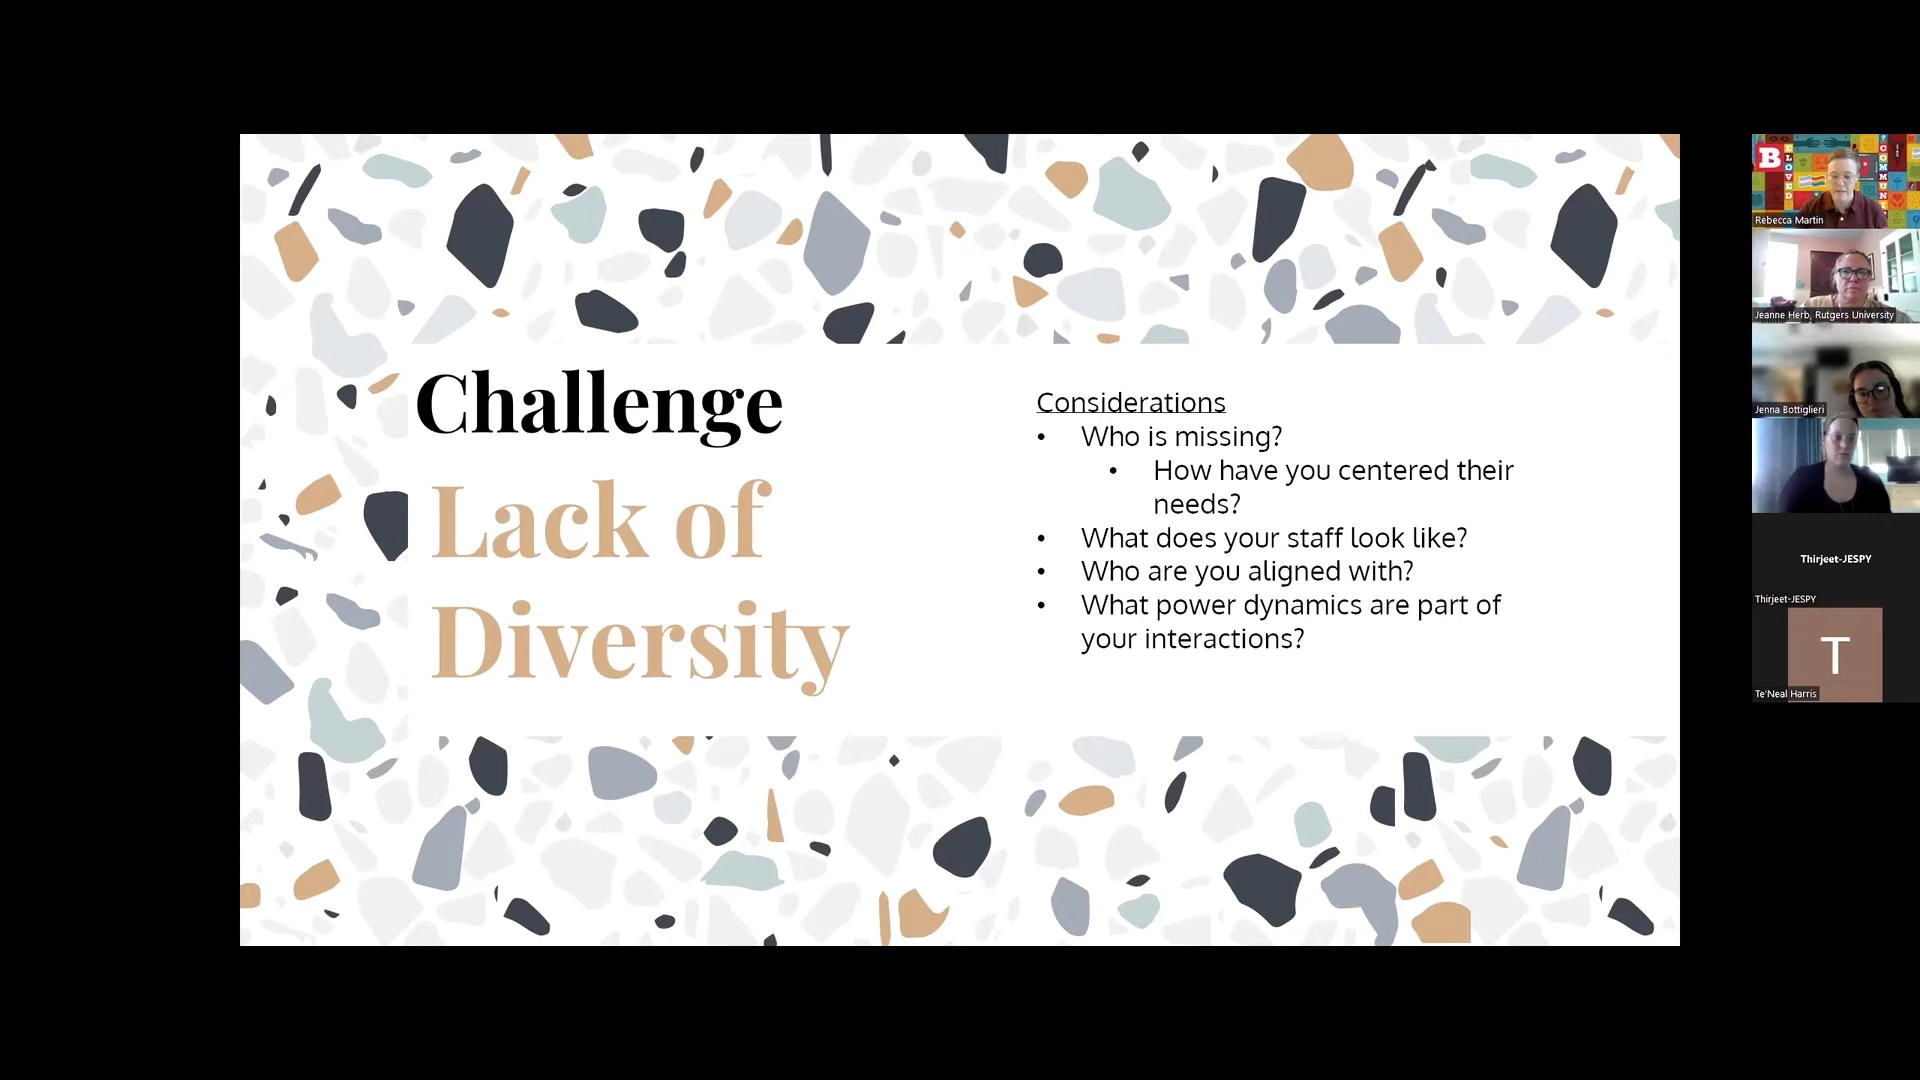 Challenge
Lack of
Diversity
Considerations
• Who is missing?
• How have you centered their
needs?
• What does your staff look like?
• Who are you aligned with?
• What power dynamics are part of
your interactions?
B
ELOVED
COMMUNI
Rebecca Martin
Jeanne Herb, Rutgers University
Jenna Bottiglieri
Thirjeet-JESPY
Thirjeet-JESPY
T
Te'Neal Harris